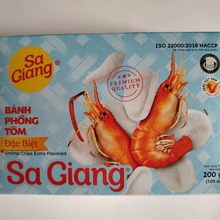 Sa
Giang®
ISO 22000:2018 HACCP
PREMIUM
QUALITY
BÁNH
PHỒNG
TÔM
Đặc Biệt
Shrimp Chips Extra Flavored
Sa Giang®
200 g